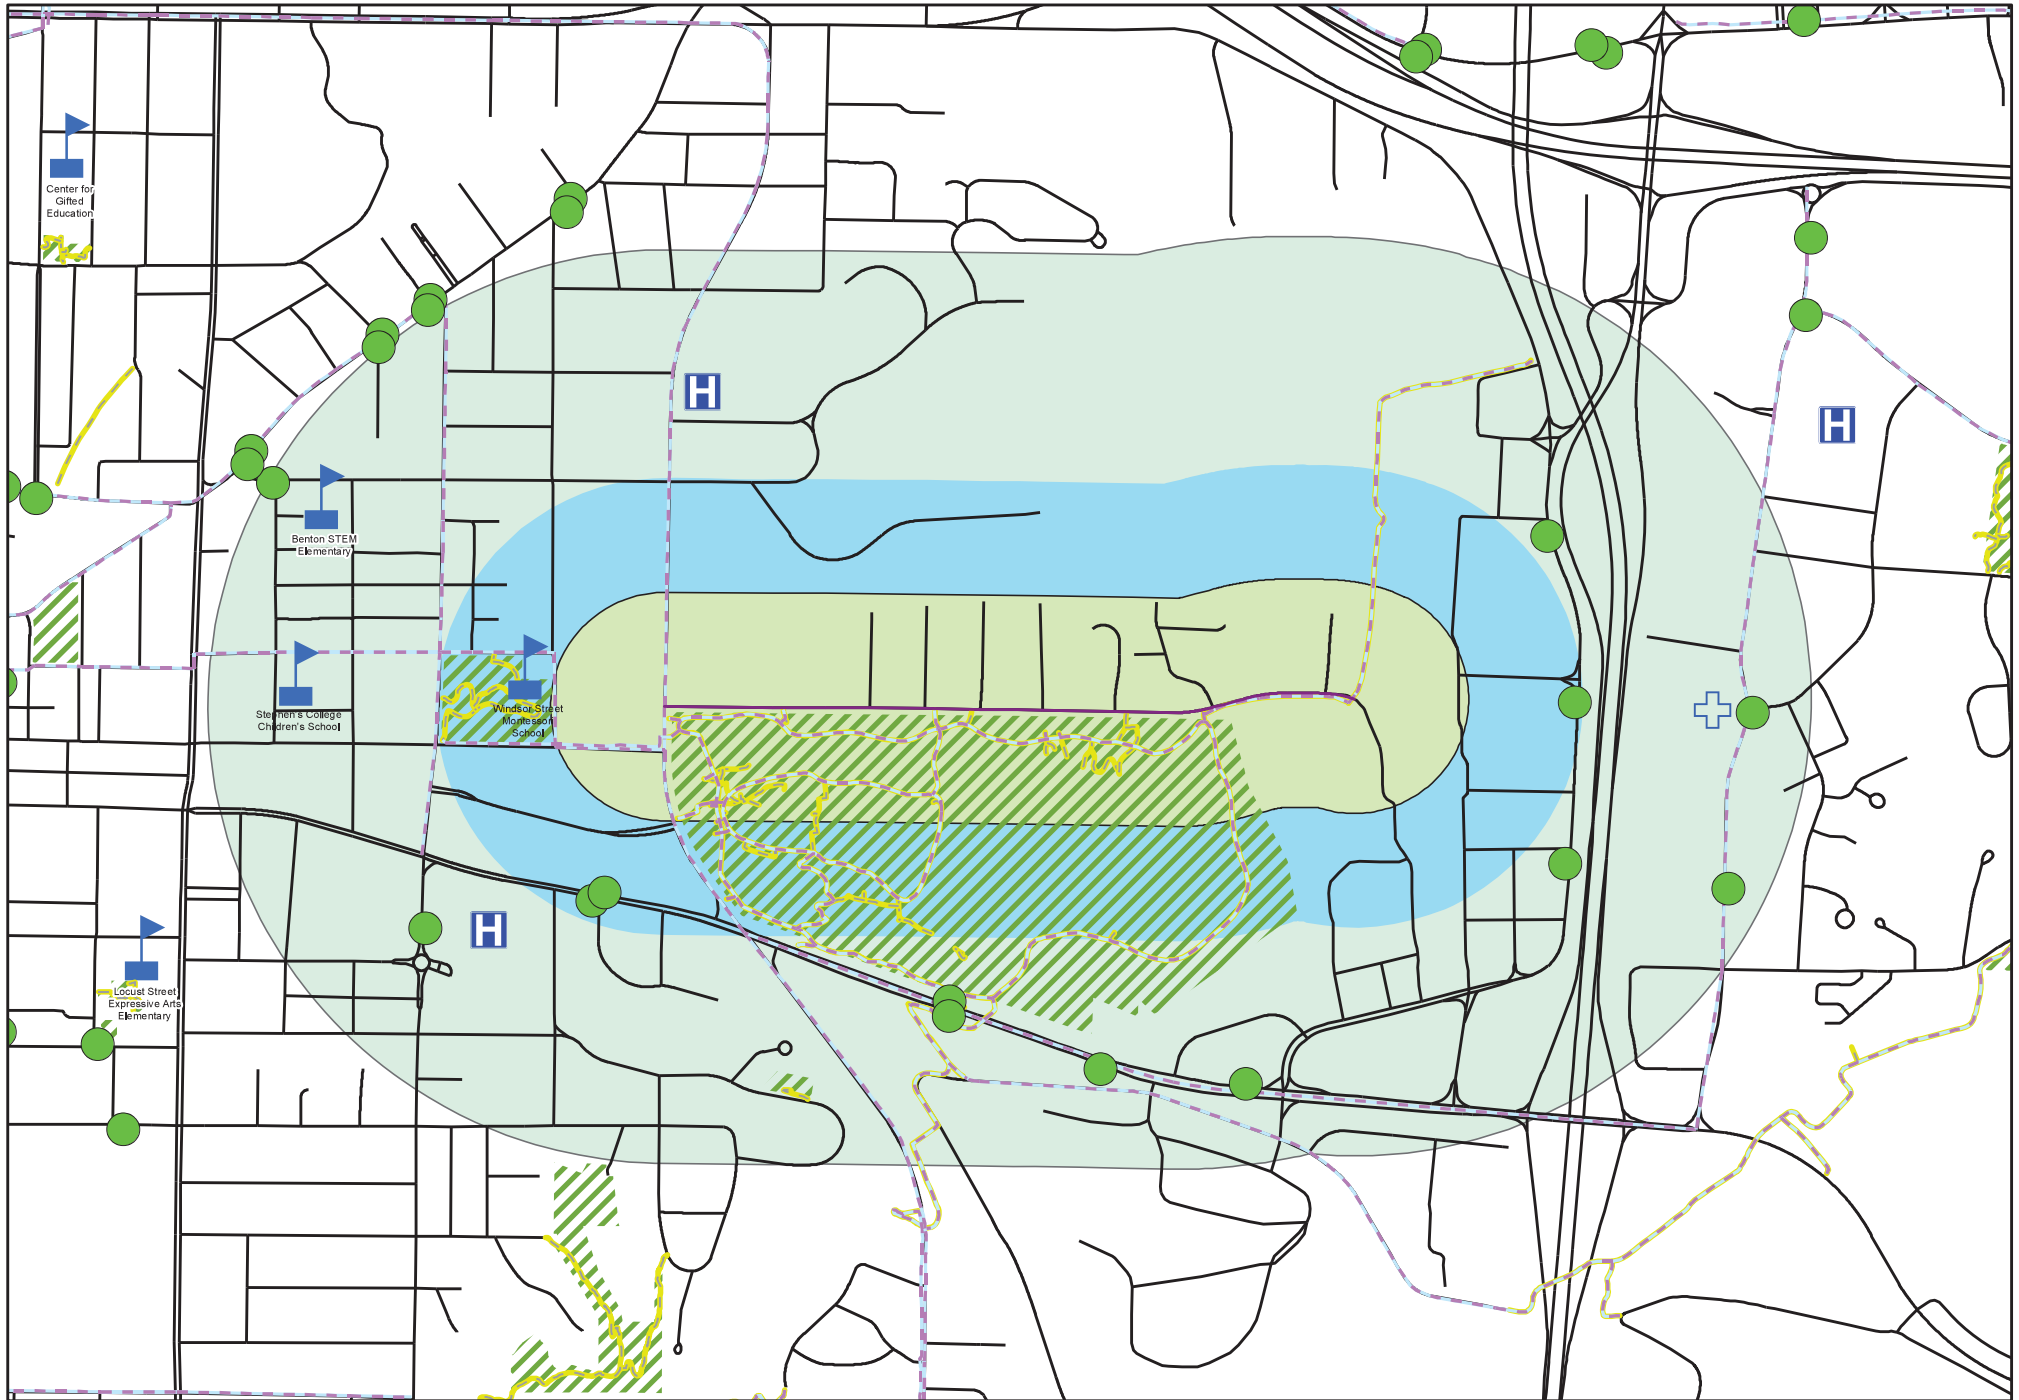 Center for
Gifted
Education
H
H
Benton STEM
Elementary
Windsor Street
Montessori
School
Stephen's College
Children's School
H
Locust Street
Expressive Arts
Elementary